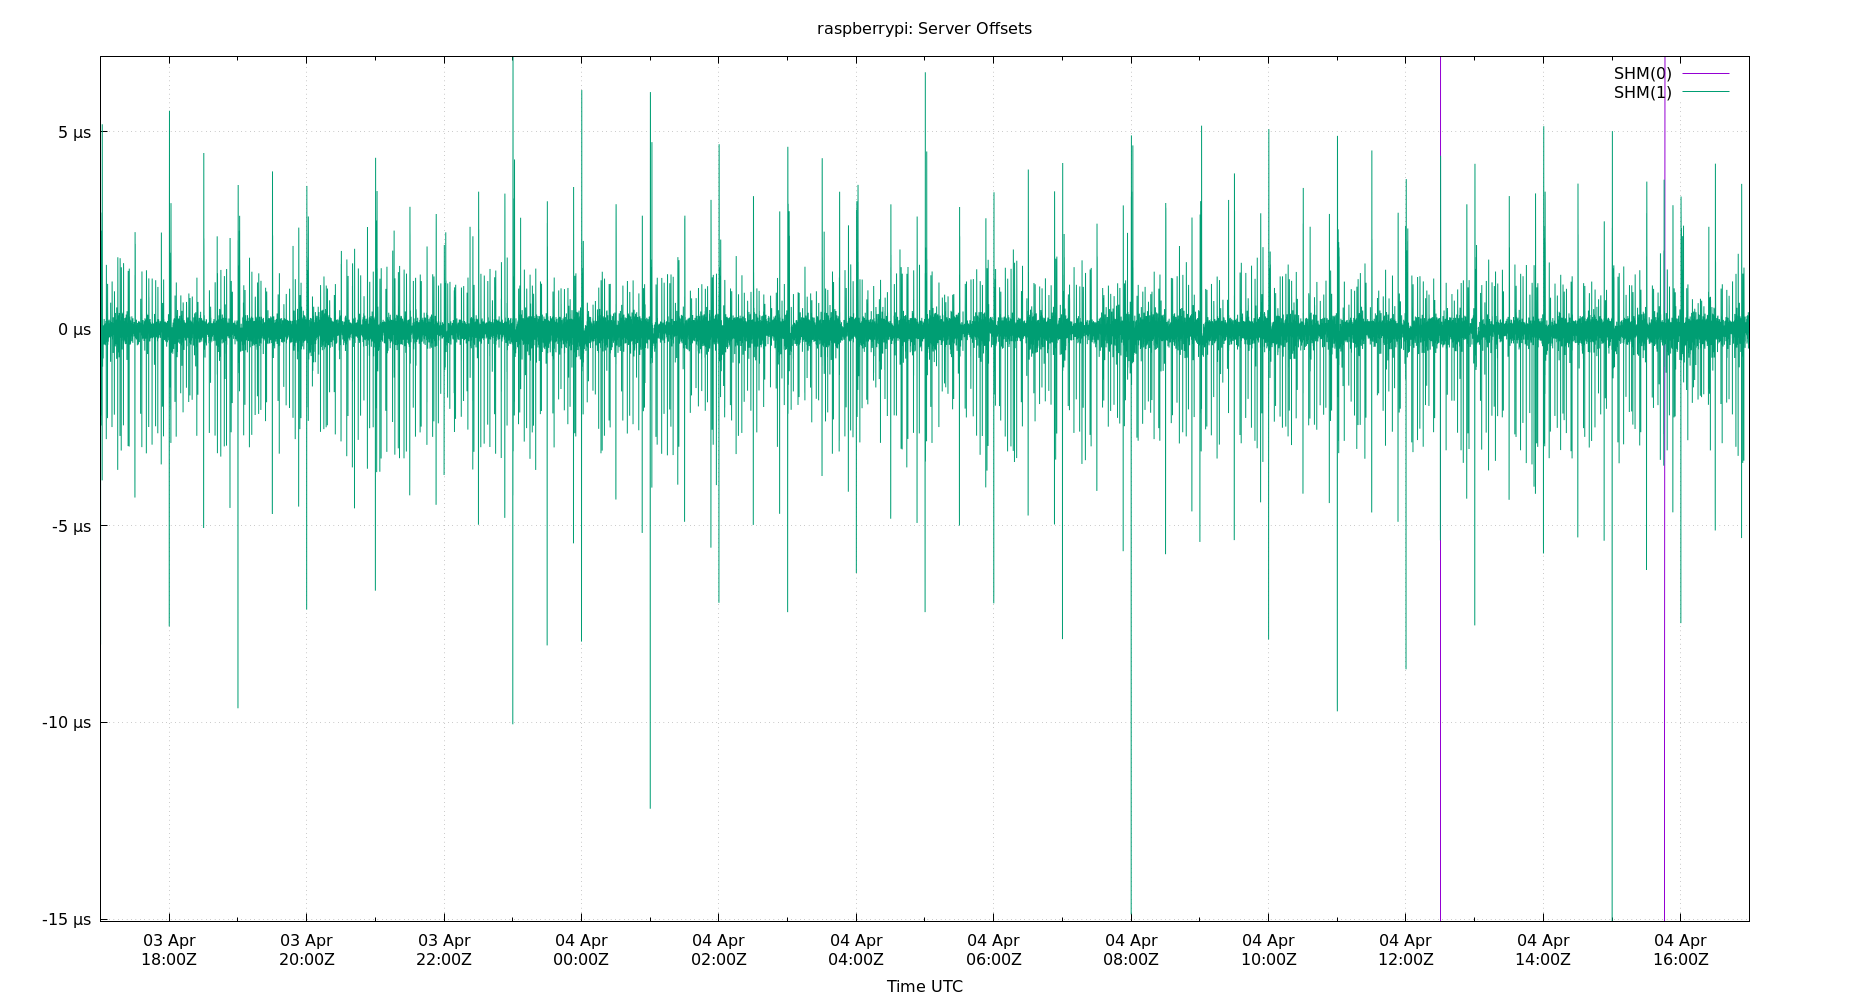 raspberrypi: Server Offsets
SHM(0)
SHM(1)
5 µs
0 µs
-5 µs
-10 µs
-15 µs
03 Apr 03 Apr 03 Apr 04 Apr 04 Apr 04 Apr 04 Apr 04 Apr 04 Apr 04 Apr 04 Apr 04 Apr
18:00Z 20:00Z 22:00Z 00:00Z 02:00Z 04:00Z 06:00Z 08:00Z 10:00Z 12:00Z 14:00Z 16:00Z
Time UTC